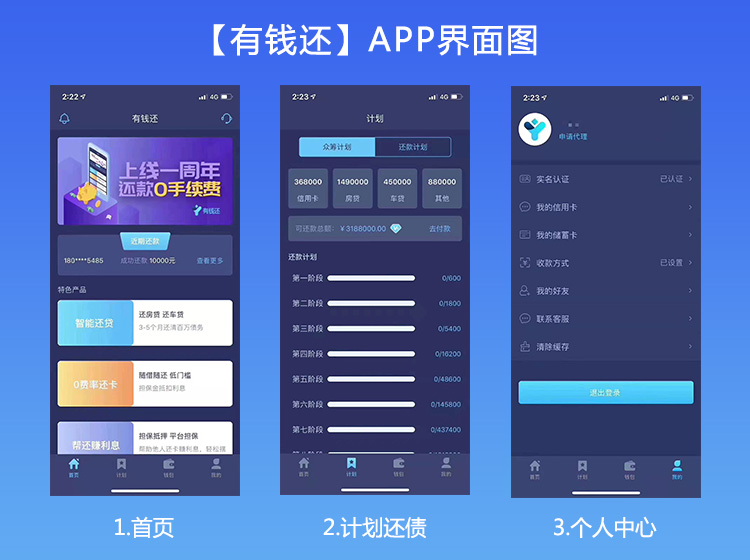 【有钱还】APP界面图
2:22
4G
有钱还
上线一周年
还款0手续费
有钱还
近期还款
180****5485 成功还款 10000元 查看更多
特色产品
智能还贷
还房贷 还车贷
3-5个月还清百万债务
0费率还卡
随借随还 低门槛
担保金抵扣利息
帮还赚利息
担保抵押 平台担保
帮助他人还卡赚利息，轻松接
首页 计划 钱包 我的
1.首页
2:23
4G
计划
众筹计划 还款计划
368000 1490000 450000 880000
信用卡 房贷 车贷 其他
可还款总额： ￥3188000.00 去付款
还款计划
第一阶段 0/600
第二阶段 0/1800
第三阶段 0/5400
第四阶段 0/16200
第五阶段 0/48600
第六阶段 0/145800
第七阶段 0/437400
首页 计划 钱包 我的
2.计划还债
2:23
4G
申请代理
实名认证 已认证
我的信用卡
我的储蓄卡
收款方式 已设置
我的好友
联系客服
清除缓存
退出登录
首页 计划 钱包 我的
3.个人中心